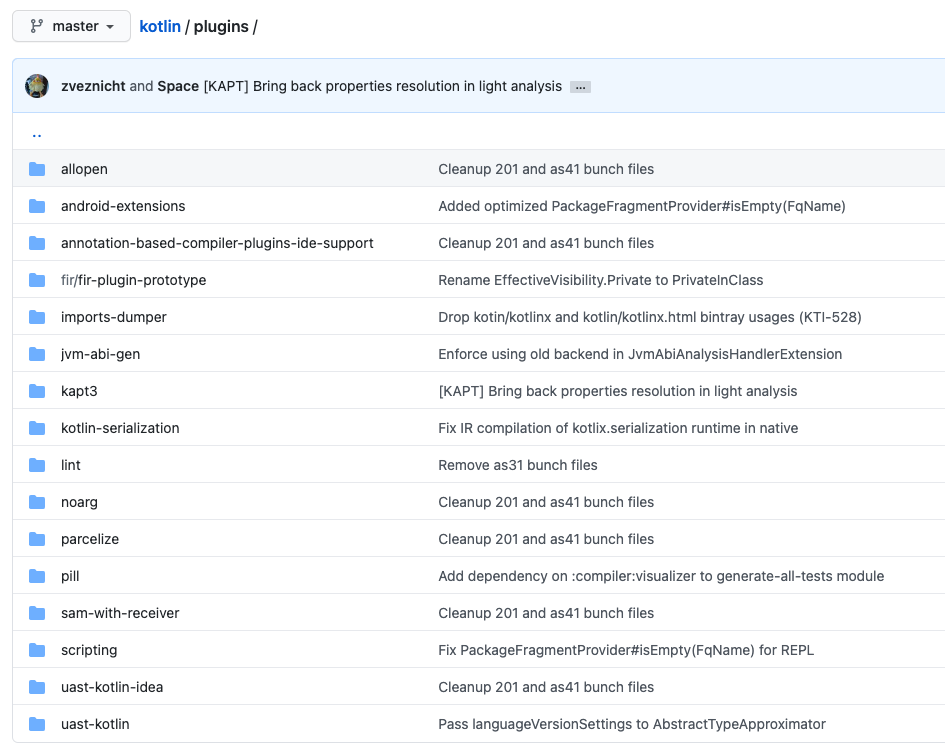 master kotlin / plugins /
zveznicht and Space [KAPT] Bring back properties resolution in light analysis ...
..
allopen Cleanup 201 and as41 bunch files
android-extensions Added optimized PackageFragmentProvider#isEmpty(FqName)
annotation-based-compiler-plugins-ide-support Cleanup 201 and as41 bunch files
fir/fir-plugin-prototype Rename EffectiveVisibility.Private to PrivateInClass
imports-dumper Drop kotin/kotlinx and kotlin/kotlinx.html bintray usages (KTI-528)
jvm-abi-gen Enforce using old backend in JvmAbiAnalysisHandlerExtension
kapt3 [KAPT] Bring back properties resolution in light analysis
kotlin-serialization Fix IR compilation of kotlix.serialization runtime in native
lint Remove as31 bunch files
noarg Cleanup 201 and as41 bunch files
parcelize Cleanup 201 and as41 bunch files
pill Add dependency on :compiler:visualizer to generate-all-tests module
sam-with-receiver Cleanup 201 and as41 bunch files
scripting Fix PackageFragmentProvider#isEmpty(FqName) for REPL
uast-kotlin-idea Cleanup 201 and as41 bunch files
uast-kotlin Pass languageVersionSettings to AbstractTypeApproximator